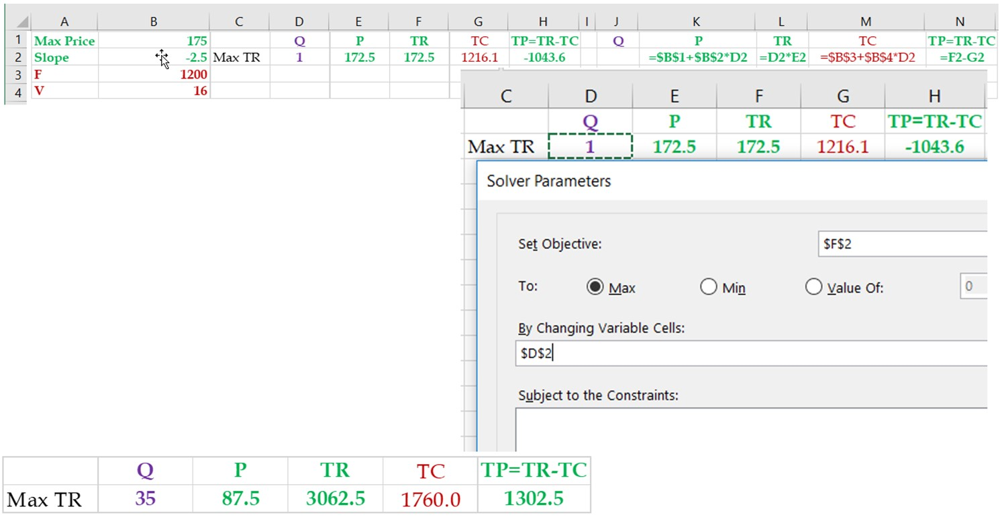 A B C D E F G H I J K L M N
1 Max Price 175 Q P TR TC TP=TR-TC Q P TR TC TP=TR-TC
2 Slope -2.5 Max TR 1 172.5 172.5 1216.1 -1043.6 =$B$1+$B$2*D2 =D2*E2 =$B$3+$B$4*D2 =F2-G2
3 F 1200
4 V 16
C D E F G H
Q P TR TC TP=TR-TC
Max TR 1 172.5 172.5 1216.1 -1043.6
Solver Parameters
Set Objective: $F$2
To: Max Min Value Of: 0
By Changing Variable Cells:
$D$2
Subject to the Constraints:
Q P TR TC TP=TR-TC
Max TR 35 87.5 3062.5 1760.0 1302.5